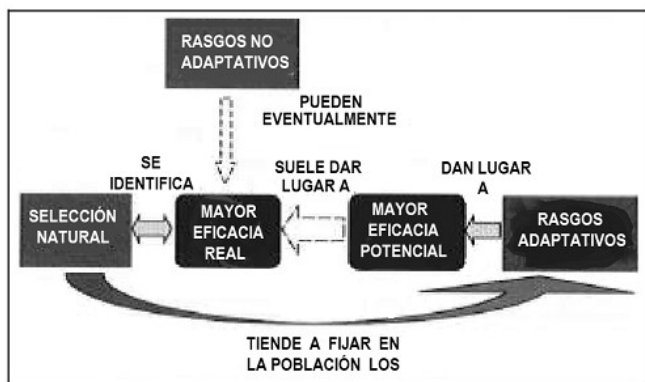 RASGOS NO
ADAPTATIVOS
PUEDEN
EVENTUALMENTE
SE
IDENTIFICA
SUELE DAR
LUGAR A
DAN LUGAR
A
SELECCIÓN
NATURAL
MAYOR
EFICACIA
REAL
MAYOR
EFICACIA
POTENCIAL
RASGOS
ADAPTATIVOS
TIENDE A FIJAR EN
LA POBLACIÓN LOS